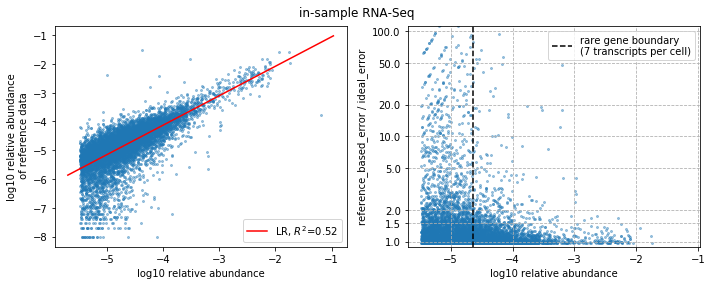 in-sample RNA-Seq
log10 relative abundance
of reference data
−1
−2
−3
−4
−5
−6
−7
−8
−5
−4
−3
−2
−1
log10 relative abundance
LR, R²=0.52
reference_based_error / ideal_error
100.0
50.0
20.0
10.0
5.0
2.0
1.5
1.0
−5
−4
−3
−2
−1
log10 relative abundance
rare gene boundary
(7 transcripts per cell)